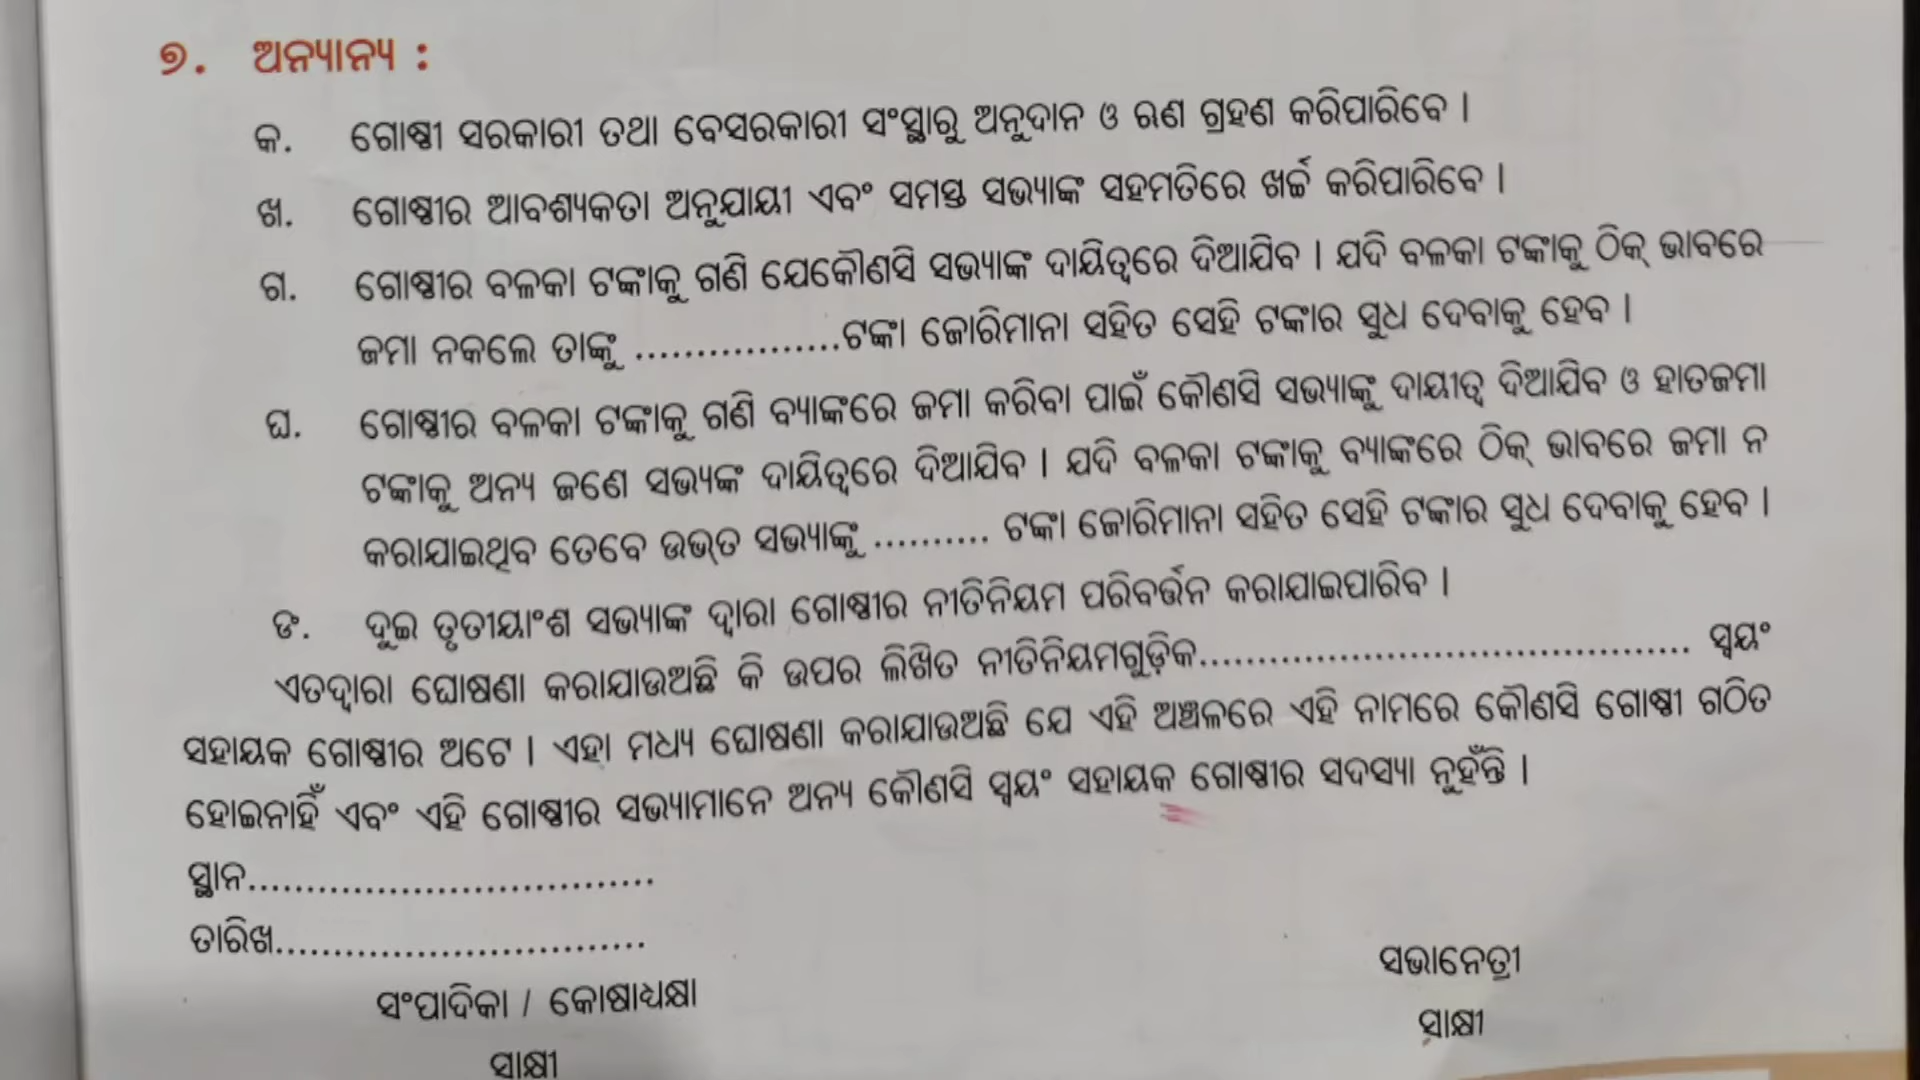 ୭. ଅନ୍ୟାନ୍ୟ :
କ. ଗୋଷ୍ଠୀ ସରକାରୀ ତଥା ବେସରକାରୀ ସଂସ୍ଥାରୁ ଅନୁଦାନ ଓ ଋଣ ଗ୍ରହଣ କରିପାରିବେ ।
ଖ. ଗୋଷ୍ଠୀର ଆବଶ୍ୟକତା ଅନୁଯାୟୀ ଏବଂ ସମସ୍ତ ସଭ୍ୟାଙ୍କ ସହମତିରେ ଖର୍ଚ୍ଚ କରିପାରିବେ ।
ଗ. ଗୋଷ୍ଠୀର ବଳକା ଟଙ୍କାକୁ ଗଣି ଯେକୌଣସି ସଭ୍ୟାଙ୍କ ଦାୟିତ୍ୱରେ ଦିଆଯିବ । ଯଦି ବଳକା ଟଙ୍କାକୁ ଠିକ୍ ଭାବରେ
ଜମା ନକଲେ ତାଙ୍କୁ .................ଟଙ୍କା ଜୋରିମାନା ସହିତ ସେହି ଟଙ୍କାର ସୁଧ ଦେବାକୁ ହେବ ।
ଘ. ଗୋଷ୍ଠୀର ବଳକା ଟଙ୍କାକୁ ଗଣି ବ୍ୟାଙ୍କରେ ଜମା କରିବା ପାଇଁ କୌଣସି ସଭ୍ୟାଙ୍କୁ ଦାୟୀତ୍ୱ ଦିଆଯିବ ଓ ହାତଜମା
ଟଙ୍କାକୁ ଅନ୍ୟ ଜଣେ ସଭ୍ୟଙ୍କ ଦାୟିତ୍ୱରେ ଦିଆଯିବ । ଯଦି ବଳକା ଟଙ୍କାକୁ ବ୍ୟାଙ୍କରେ ଠିକ୍ ଭାବରେ ଜମା ନ
କରାଯାଇଥିବ ତେବେ ଉଭ୍ତ ସଭ୍ୟାଙ୍କୁ .......... ଟଙ୍କା ଜୋରିମାନା ସହିତ ସେହି ଟଙ୍କାର ସୁଧ ଦେବାକୁ ହେବ ।
ଙ. ଦୁଇ ତୃତୀୟାଂଶ ସଭ୍ୟାଙ୍କ ଦ୍ୱାରା ଗୋଷ୍ଠୀର ନୀତିନିୟମ ପରିବର୍ତ୍ତନ କରାଯାଇପାରିବ ।
ଏତଦ୍ୱାରା ଘୋଷଣା କରାଯାଉଅଛି କି ଉପର ଲିଖିତ ନୀତିନିୟମଗୁଡ଼ିକ.......................................... ସ୍ୱୟଂ
ସହାୟକ ଗୋଷ୍ଠୀର ଅଟେ । ଏହା ମଧ୍ୟ ଘୋଷଣା କରାଯାଉଅଛି ଯେ ଏହି ଅଞ୍ଚଳରେ ଏହି ନାମରେ କୌଣସି ଗୋଷ୍ଠୀ ଗଠିତ
ହୋଇନାହିଁ ଏବଂ ଏହି ଗୋଷ୍ଠୀର ସଭ୍ୟାମାନେ ଅନ୍ୟ କୌଣସି ସ୍ୱୟଂ ସହାୟକ ଗୋଷ୍ଠୀର ସଦସ୍ୟା ନୁହଁନ୍ତି ।
ସ୍ଥାନ..................................
ତାରିଖ...............................
ସଂପାଦିକା / କୋଷାଧ୍ୟକ୍ଷା ସଭାନେତ୍ରୀ
ସାକ୍ଷୀ ସାକ୍ଷୀ